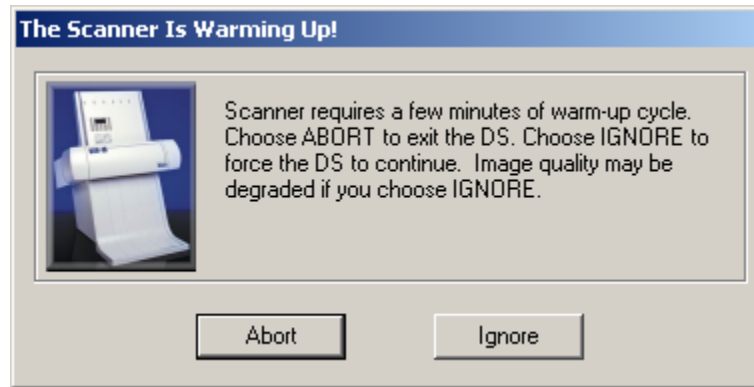 The Scanner Is Warming Up!
Scanner requires a few minutes of warm-up cycle.
Choose ABORT to exit the DS. Choose IGNORE to
force the DS to continue.  Image quality may be
degraded if you choose IGNORE.
Abort
Ignore